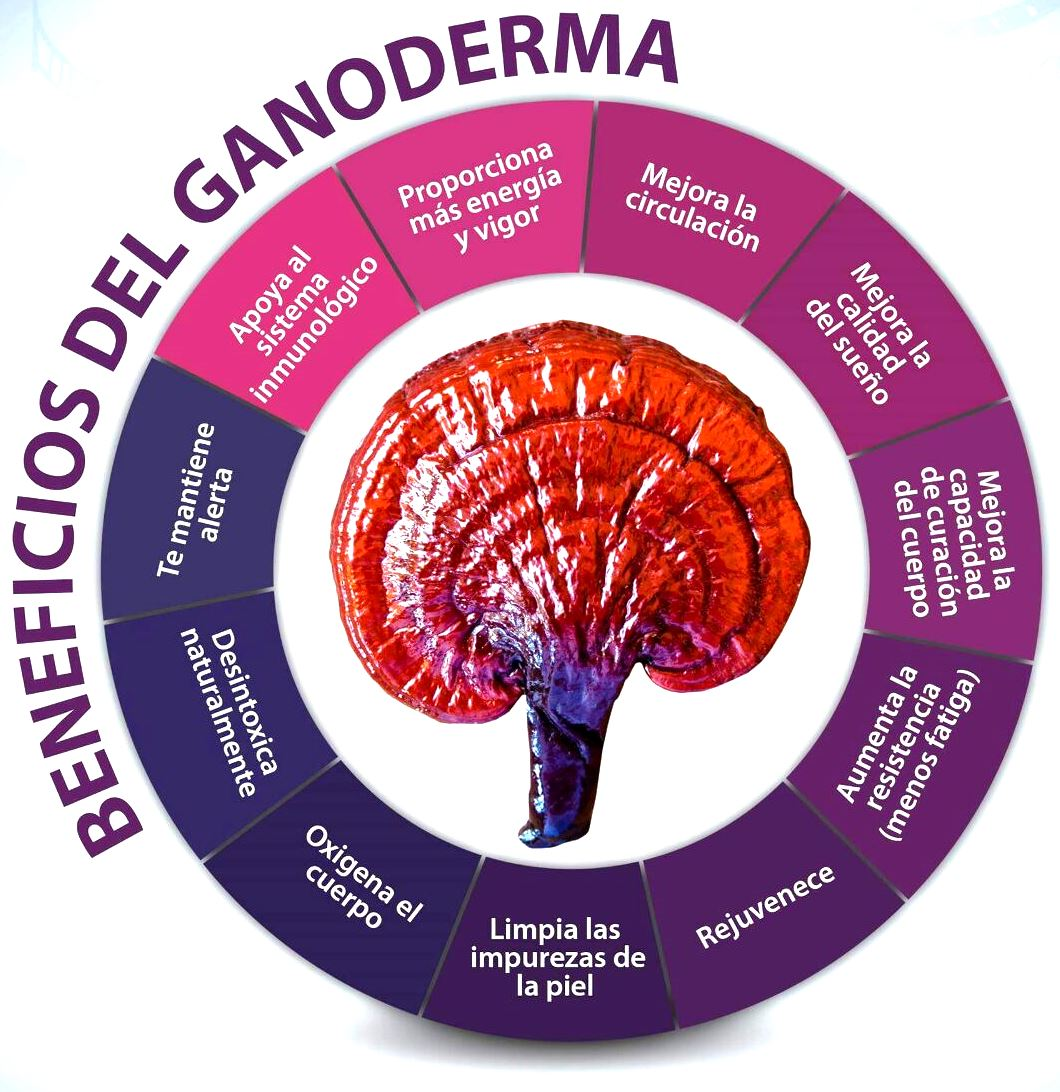 BENEFICIOS DEL GANODERMA
Apoya al
sistema
inmunológico
Proporciona
más energía
y vigor
Mejora la
circulación
Mejora la
calidad
del sueño
Mejora la
capacidad
de curación
del cuerpo
Aumenta la
resistencia
(menos fatiga)
Rejuvenece
Limpia las
impurezas de
la piel
Oxigena el
cuerpo
Desintoxica
naturalmente
Te mantiene
alerta